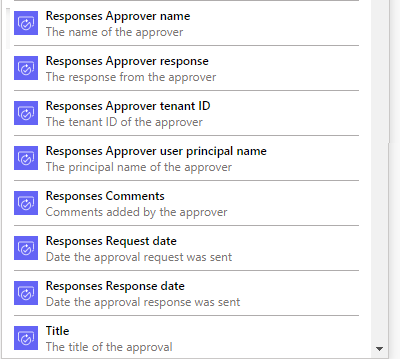 Responses Approver name
The name of the approver
Responses Approver response
The response from the approver
Responses Approver tenant ID
The tenant ID of the approver
Responses Approver user principal name
The principal name of the approver
Responses Comments
Comments added by the approver
Responses Request date
Date the approval request was sent
Responses Response date
Date the approval response was sent
Title
The title of the approval